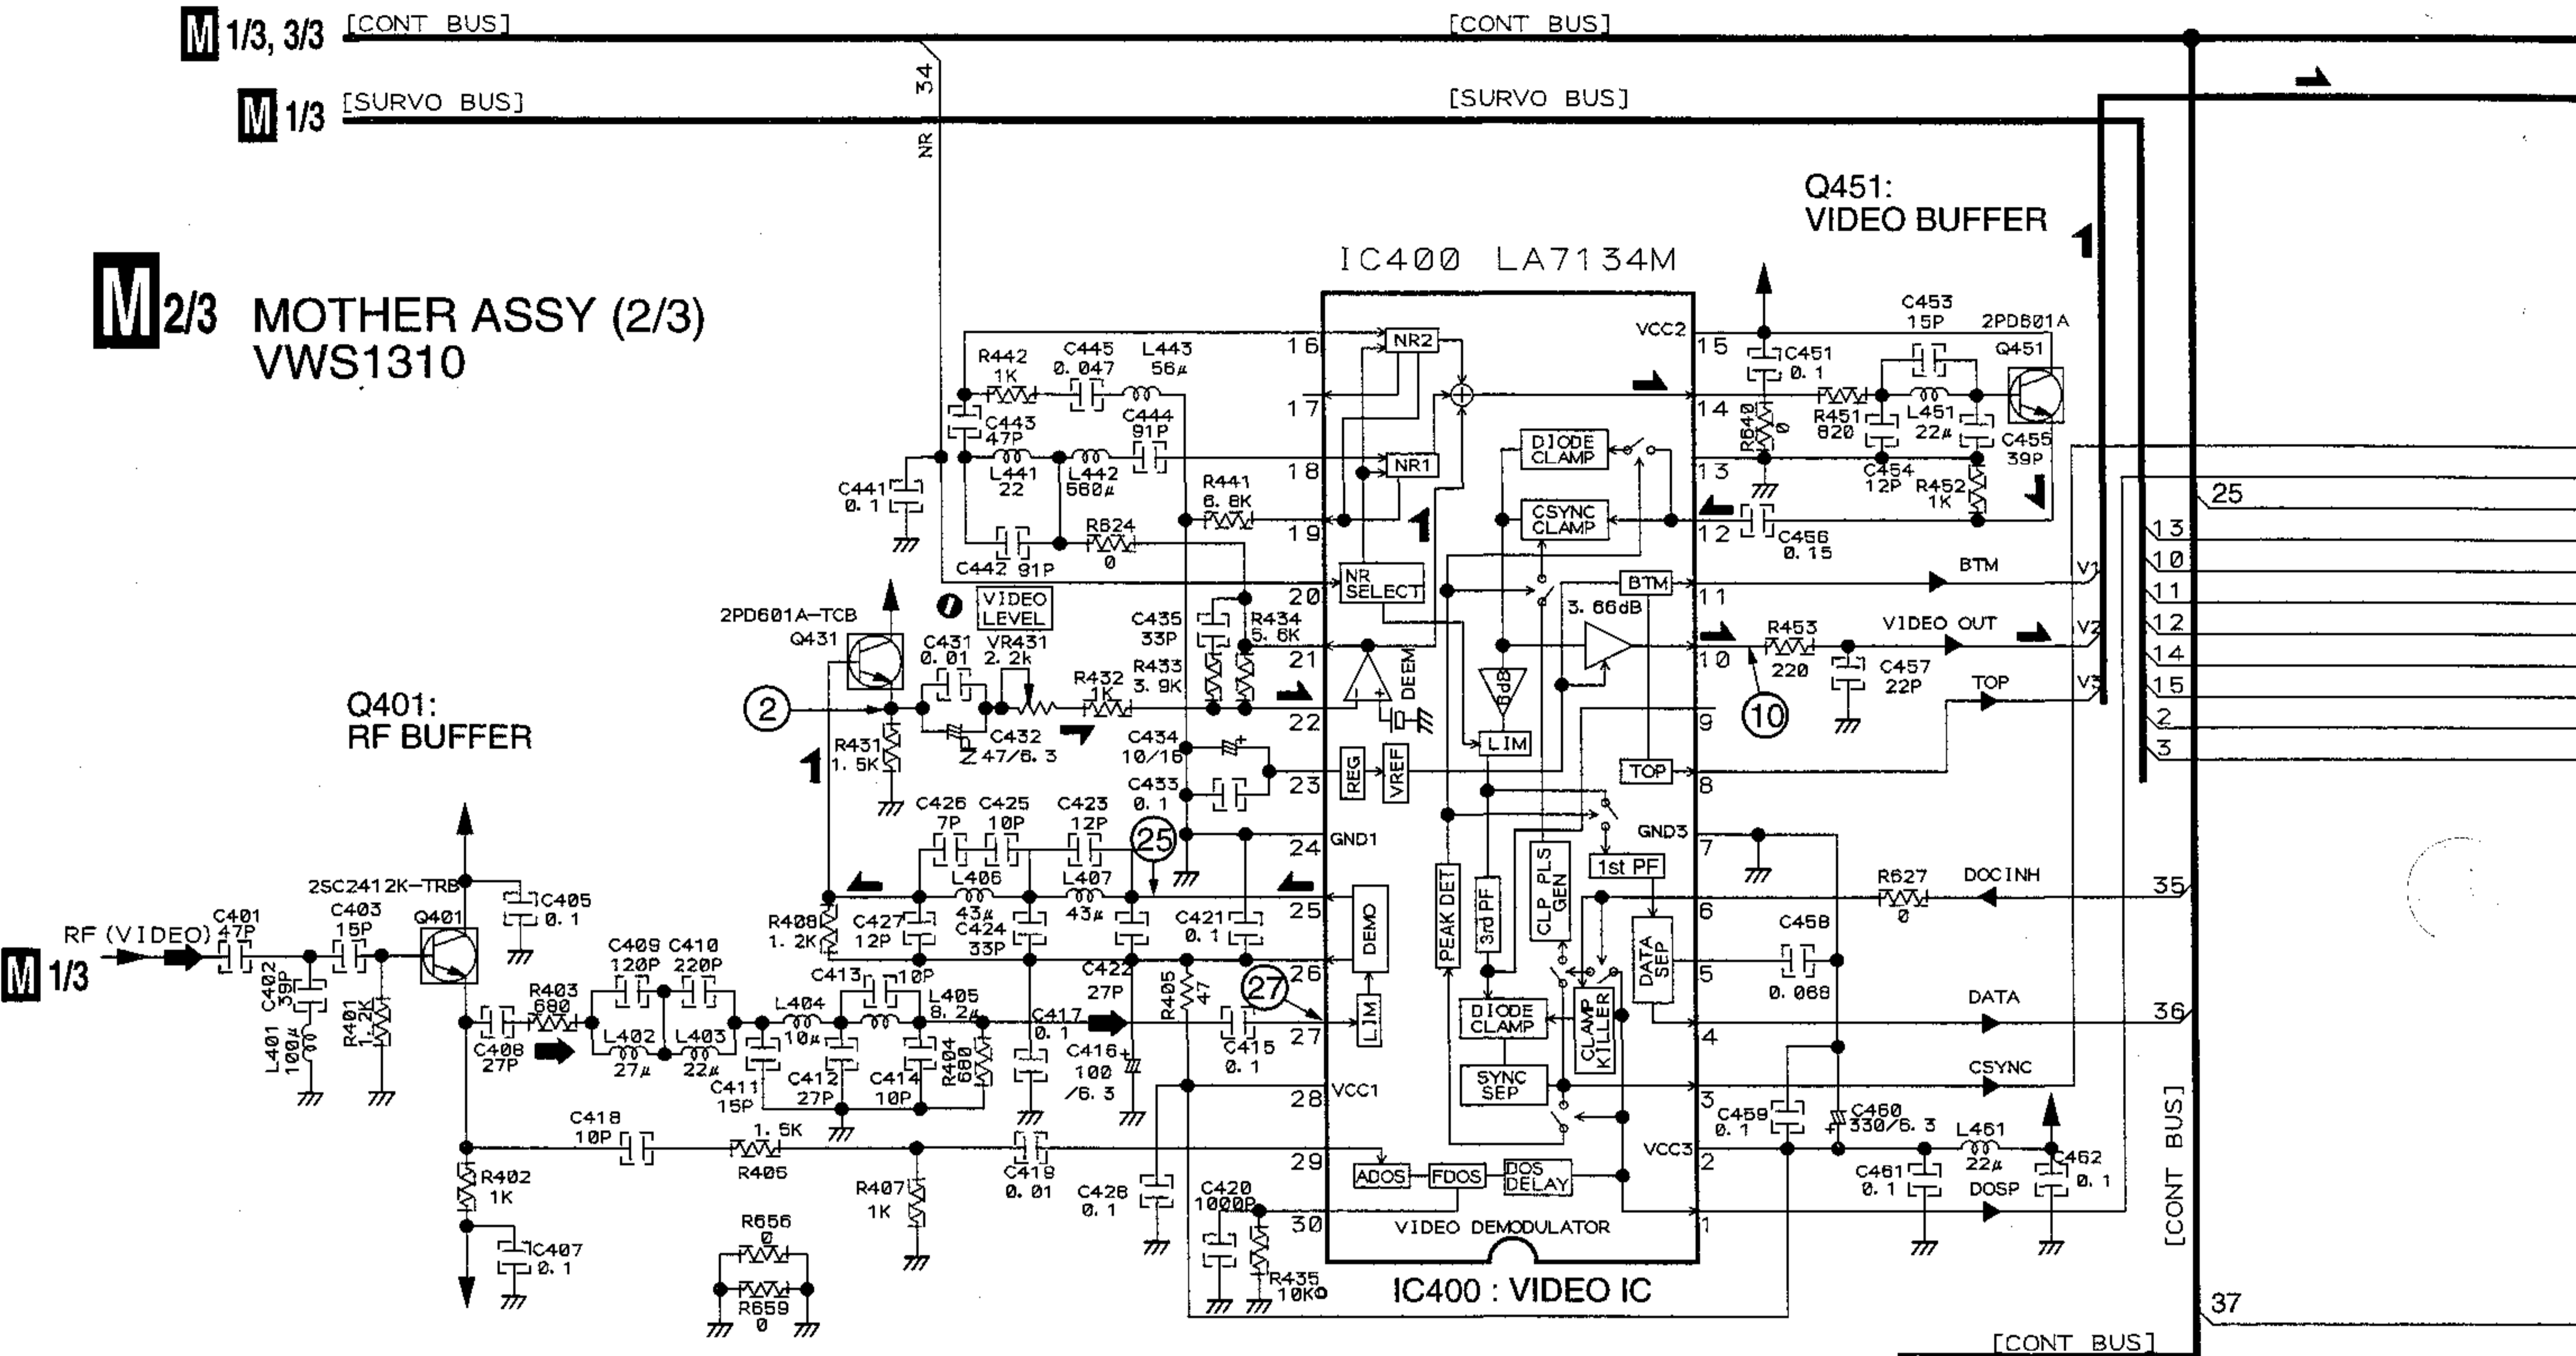 M 1/3, 3/3 [CONT BUS] [CONT BUS]
M 1/3 [SURVO BUS] [SURVO BUS]
34
NR
M 2/3 MOTHER ASSY (2/3)
VWS1310
Q451:
VIDEO BUFFER
IC400 LA7134M
Q401:
RF BUFFER
M 1/3
RF (VIDEO)
C401
47P
C402
39P
L401
100μ
C403
15P
R401
1.2K
2SC2412K-TRB
Q401
C405
0.1
C408
27P
R403
680
C409
120P
C410
220P
L402
27μ
L403
22μ
C411
15P
L404
10μ
C412
27P
C413
10P
L405
8.2μ
C414
10P
R404
680
C417
0.1
C416
100
/6.3
C415
0.1
C418
10P
1.5K
R406
R407
1K
C419
0.01
C428
0.1
C420
1000P
R435
10K
R402
1K
C407
0.1
R656
0
R659
0
2PD601A-TCB
Q431
2
R431
1.5K
C431
0.01
C432
47/6.3
VIDEO
LEVEL
VR431
2.2k
R432
1K
C426
7P
C425
10P
C423
12P
L406
43μ
L407
43μ
R408
1.2K
C427
12P
C424
33P
C422
27P
C421
0.1
R405
47
25
27
C441
0.1
R442
1K
C445
0.047
L443
56μ
C443
47P
C444
91P
L441
22
L442
560μ
C442 91P
R624
0
R441
6.8K
C435
33P
R434
5.6K
R433
3.9K
C434
10/16
C433
0.1
16
17
18
19
20
21
22
23
24
25
26
27
28
29
30
NR2
NR1
NR
SELECT
DEEM
REG
VREF
GND1
DEMO
LIM
VCC1
ADOS
FDOS
DOS
DELAY
VIDEO DEMODULATOR
DIODE
CLAMP
CSYNC
CLAMP
BTM
3.66dB
6dB
LIM
TOP
PEAK DET
3rd PF
CLP PLS
GEN
1st PF
DATA
SEP
DIODE
CLAMP
CLAMP
KILLER
SYNC
SEP
VCC2
GND3
VCC3
15
14
13
12
11
10
9
8
7
6
5
4
3
2
1
IC400 : VIDEO IC
C451
0.1
R640
0
R451
820
C453
15P
L451
22μ
C454
12P
2PD601A
Q451
C455
39P
R452
1K
C456
0.15
BTM
V1
R453
220
VIDEO OUT
V2
C457
22P
10
TOP
V3
R627
0
DOCINH
35
C458
0.068
DATA
36
CSYNC
C459
0.1
C460
330/6.3
L461
22μ
C461
0.1
C462
0.1
DOSP
25
13
10
11
12
14
15
2
3
[CONT BUS]
37
[CONT BUS]